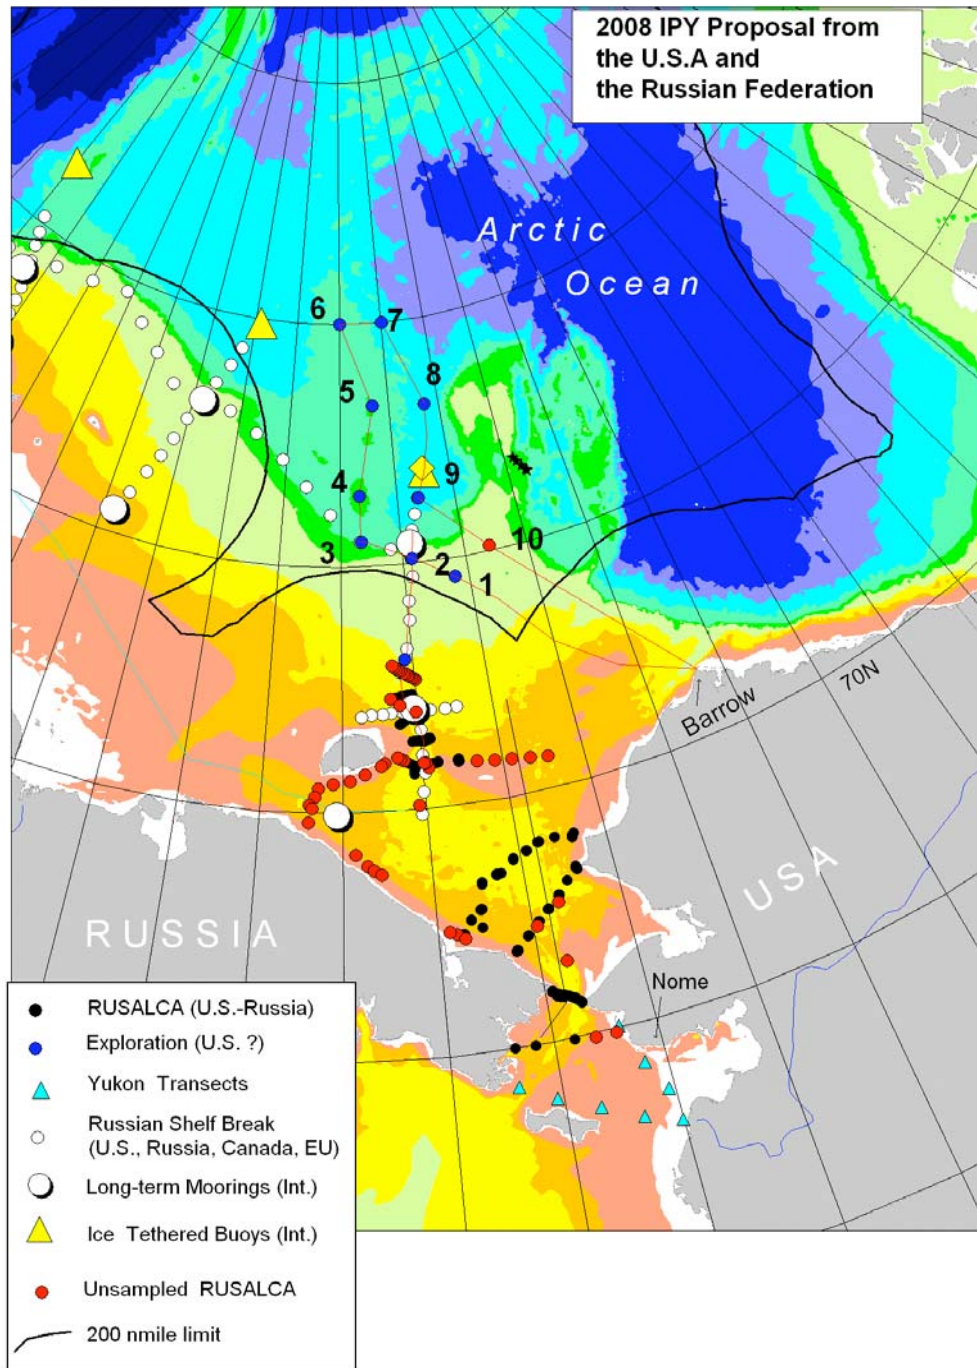 2008 IPY Proposal from
the U.S.A and
the Russian Federation
Arctic
Ocean
6
7
5
8
4
9
3
10
2
1
Barrow
70N
RUSSIA
USA
Nome
RUSALCA (U.S.-Russia)
Exploration (U.S. ?)
Yukon Transects
Russian Shelf Break
(U.S., Russia, Canada, EU)
Long-term Moorings (Int.)
Ice Tethered Buoys (Int.)
Unsampled RUSALCA
200 nmile limit